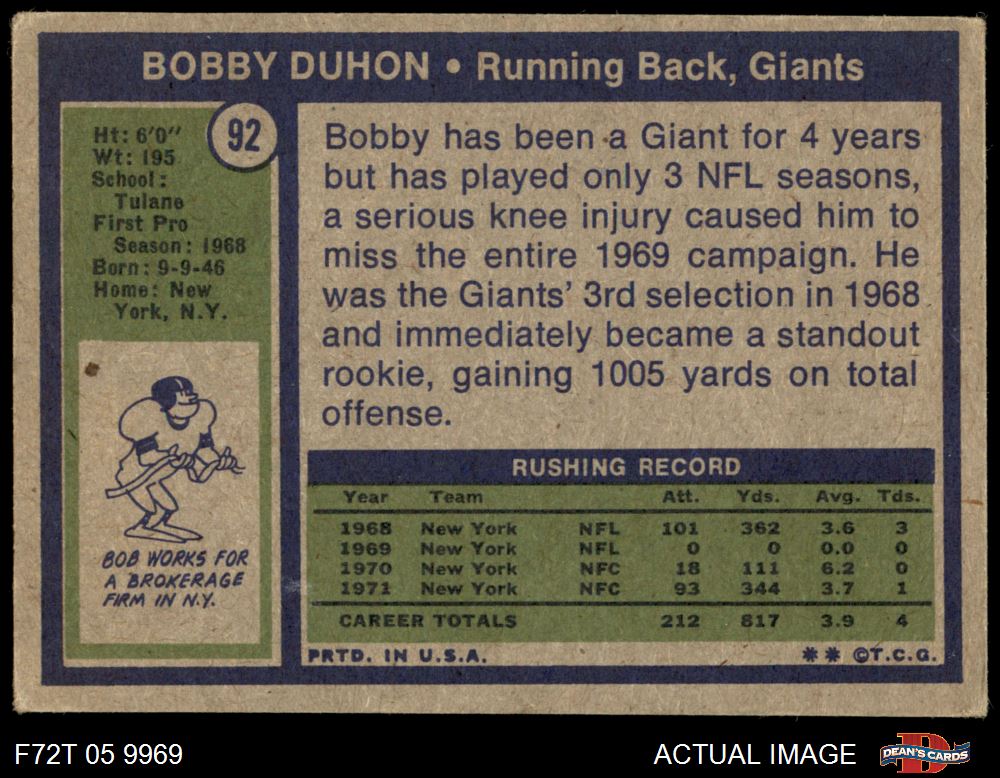 BOBBY DUHON • Running Back, Giants
92
Ht: 6'0"
Wt: 195
School:
Tulane
First Pro
Season: 1968
Born: 9-9-46
Home: New
York, N.Y.
BOB WORKS FOR
A BROKERAGE
FIRM IN N.Y.
Bobby has been a Giant for 4 years
but has played only 3 NFL seasons,
a serious knee injury caused him to
miss the entire 1969 campaign. He
was the Giants' 3rd selection in 1968
and immediately became a standout
rookie, gaining 1005 yards on total
offense.
RUSHING RECORD
Year Team Att. Yds. Avg. Tds.
1968 New York NFL 101 362 3.6 3
1969 New York NFL 0 0 0.0 0
1970 New York NFC 18 111 6.2 0
1971 New York NFC 93 344 3.7 1
CAREER TOTALS 212 817 3.9 4
PRTD. IN U.S.A. ** ©T.C.G.
F72T 05 9969 ACTUAL IMAGE DEAN'S CARDS